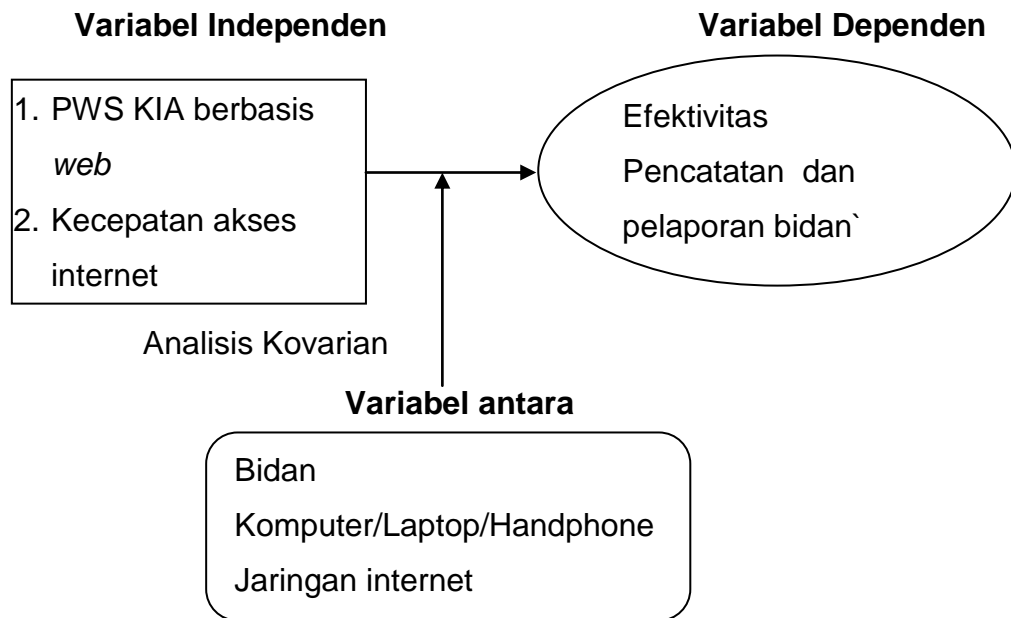 Variabel Independen
Variabel Dependen
1. PWS KIA berbasis
web
2. Kecepatan akses
internet
Efektivitas
Pencatatan dan
pelaporan bidan`
Analisis Kovarian
Variabel antara
Bidan
Komputer/Laptop/Handphone
Jaringan internet